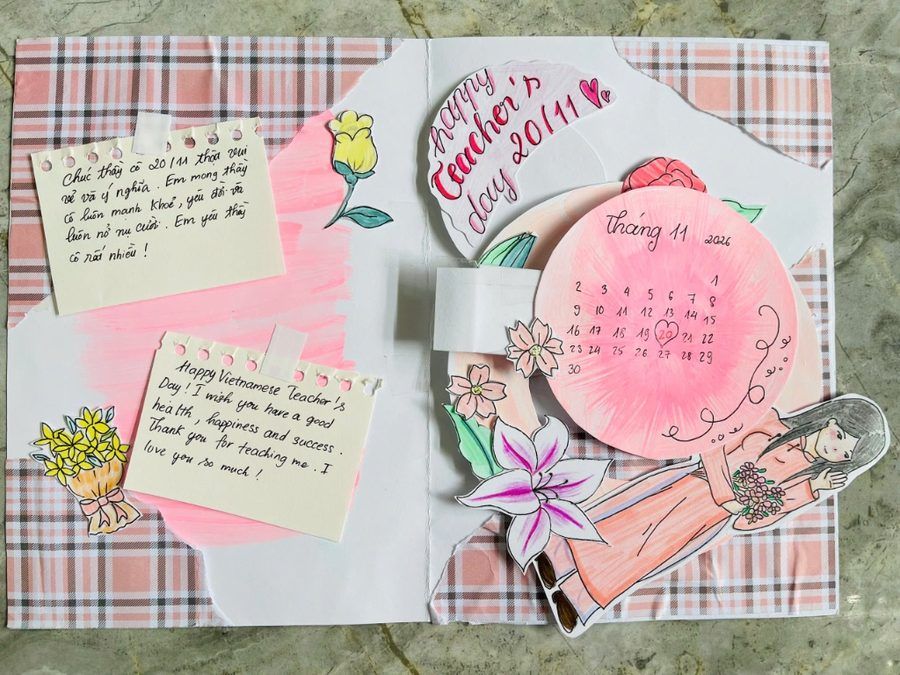 Chúc thầy cô 20/11 thật vui
vẻ và ý nghĩa. Em mong thầy
cô luôn mạnh khoẻ, yêu đời và
luôn nở nụ cười. Em yêu thầy
cô rất nhiều!
Happy Vietnamese Teacher's
Day! I wish you have a good
health, happiness and success.
Thank you for teaching me. I
love you so much!
happy
Teacher's
day 20/11
Tháng 11 2026
1
2 3 4 5 6 7 8
9 10 11 12 13 14 15
16 17 18 19 20 21 22
23 24 25 26 27 28 29
30